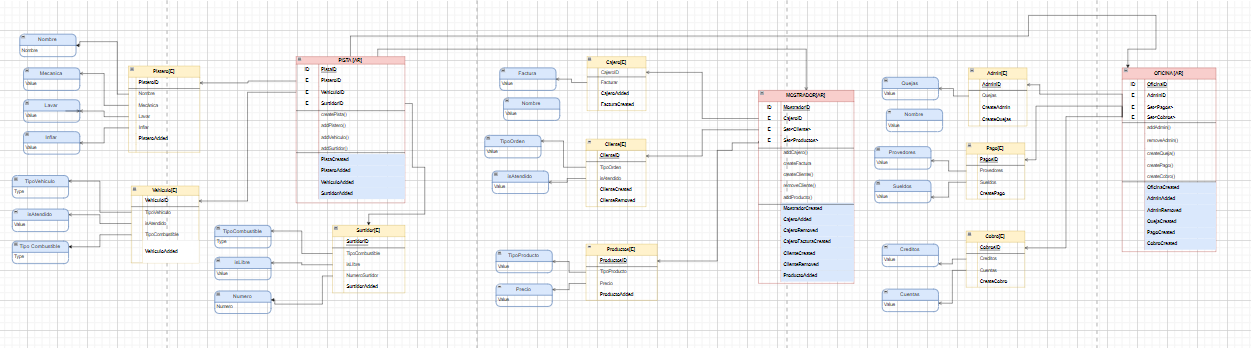 Nombre
Nombre
Mecanica
Value
Lavar
Value
Inflar
Value
Pistero[E]
PisteroID
Nombre
Mecanica
Lavar
Inflar
PisteroAdded
TipoVehiculo
Type
isAtendido
Value
Tipo Combustible
Type
Vehiculo[E]
VehiculoID
TipoVehiculo
isAtendido
TipoCombustible
VehiculoAdded
PISTA [AR]
ID PistaID
E PisteroID
E VehiculoID
E SurtidorID
createPista()
addPistero()
addVehiculo()
addSurtidor()
PistaCreated
PisteroAdded
VehiculoAdded
SurtidorAdded
TipoCombustible
Type
isLibre
Value
Numero
Numero
Surtidor[E]
SurtidorID
TipoCombustible
isLibre
NumeroSurtidor
SurtidorAdded
Factura
Value
Nombre
Value
Cajero[E]
CajeroID
Facturar
CajeroAdded
FacturaCreated
TipoOrden
Value
isAtendido
Value
Cliente[E]
ClienteID
TipoOrden
isAtendido
ClienteCreated
ClienteRemoved
TipoProducto
Value
Precio
Value
Productos[E]
ProductoID
TipoProducto
Precio
ProductoAdded
MOSTRADOR[AR]
ID MostradorID
E CajeroID
E Set<Cliente>
E Set<Productos>
addCajero()
createFactura
createCliente()
removeCliente()
addProducto()
MostradorCreated
CajeroAdded
CajeroRemoved
CajeroFacturaCreated
ClienteCreated
ClienteRemoved
ProductoAdded
Quejas
Value
Nombre
Value
Admin[E]
AdminID
Quejas
CreateAdmin
CreateQuejas
Provedores
Value
Sueldos
Value
Pago[E]
PagonID
Provedores
Sueldos
CreatePago
Creditos
Value
Cuentas
Value
Cobro[E]
CobrosID
Creditos
Cuentas
CreateCobro
OFICINA[AR]
ID OficinaID
E AdminID
E Set<Pagos>
E Set<Cobro>
addAdmin()
removeAdmin()
createQueja()
createPago()
createCobro()
OficinaCreated
AdminAdded
AdminRemoved
QuejaCreated
PagoCreated
CobroCreated